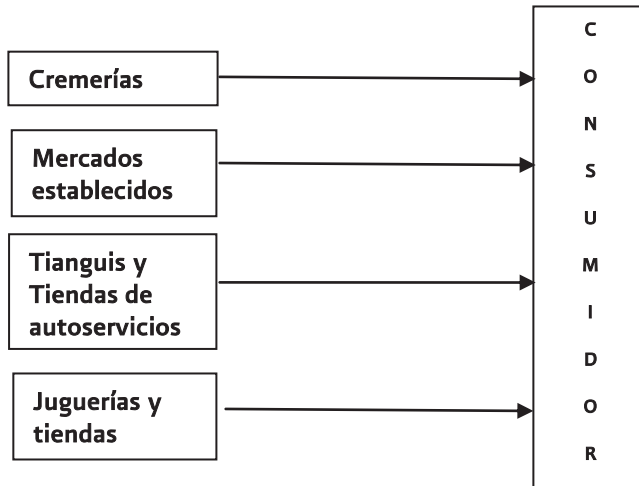 Cremerías
Mercados
establecidos
Tianguis y
Tiendas de
autoservicios
Juguerías y
tiendas
C
O
N
S
U
M
I
D
O
R